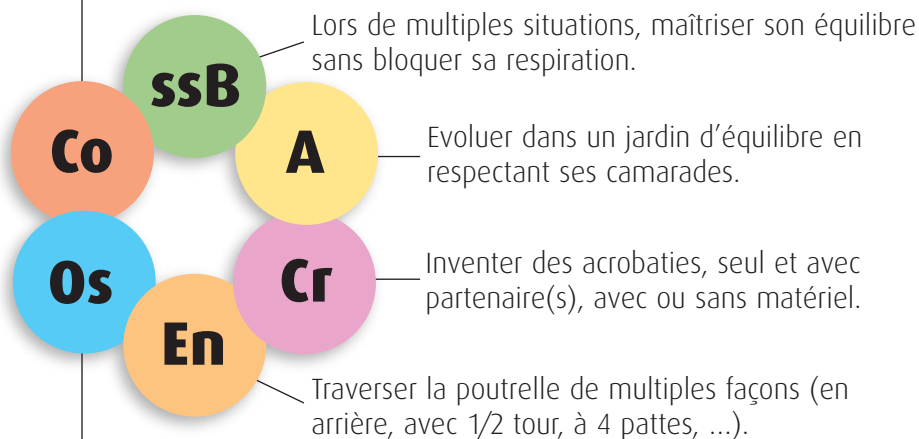 Lors de multiples situations, maîtriser son équilibre
sans bloquer sa respiration.
ssB
Co
A
Evoluer dans un jardin d'équilibre en
respectant ses camarades.
Os
Cr
Inventer des acrobaties, seul et avec
partenaire(s), avec ou sans matériel.
En
Traverser la poutrelle de multiples façons (en
arrière, avec 1/2 tour, à 4 pattes, ...).